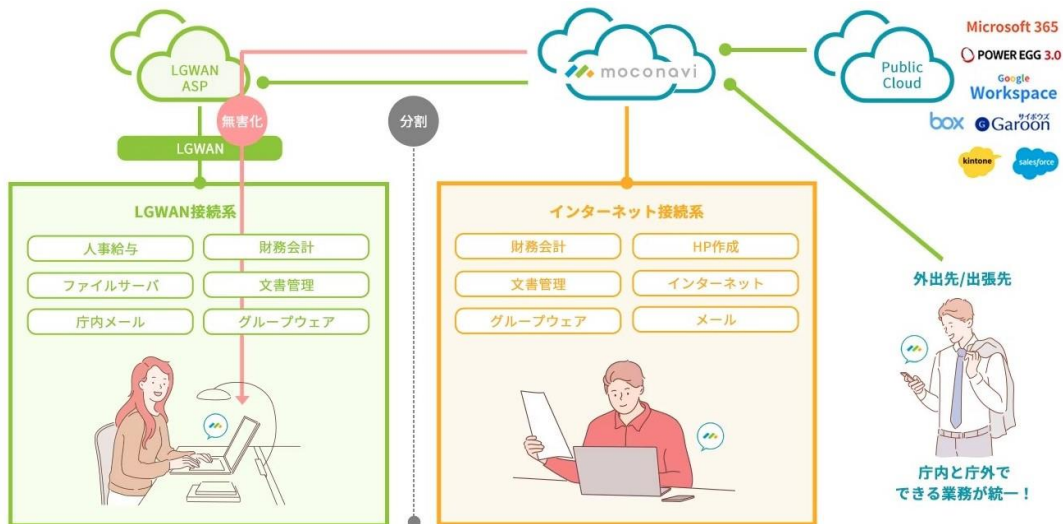 LGWAN
ASP
無害化
LGWAN
分割
moconavi
Public
Cloud
Microsoft 365
POWER EGG 3.0
Google
Workspace
box
サイボウズ
Garoon
kintone
salesforce
LGWAN接続系
人事給与
財務会計
ファイルサーバ
文書管理
庁内メール
グループウェア
インターネット接続系
財務会計
HP作成
文書管理
インターネット
グループウェア
メール
外出先/出張先
庁内と庁外で
できる業務が統一！